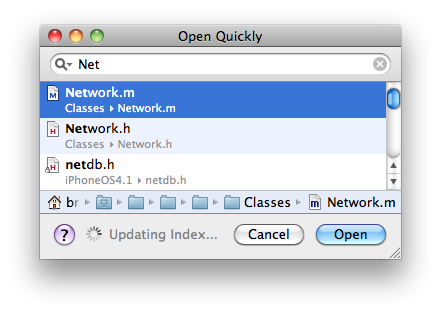 Open Quickly
Net
Network.m
Classes ▸ Network.m
Network.h
Classes ▸ Network.h
netdb.h
iPhoneOS4.1 ▸ netdb.h
br ▸ ▸ ▸ ▸ ▸ Classes ▸ Network.m
? Updating Index... Cancel Open